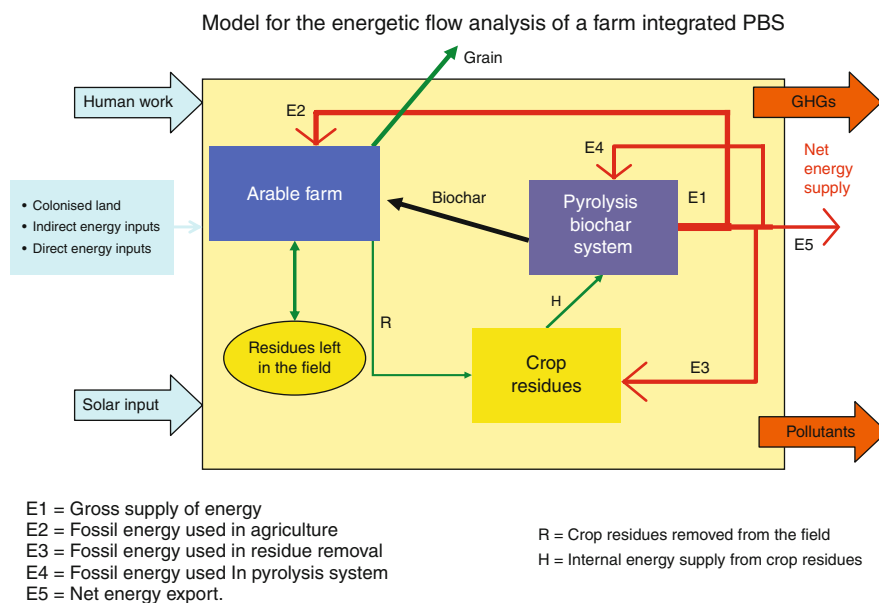 Model for the energetic flow analysis of a farm integrated PBS
Grain
Human work
GHGs
E2
E4
Net
energy
supply
Arable farm
Biochar
Pyrolysis
biochar
system
E1
• Colonised land
• Indirect energy inputs
• Direct energy inputs
E5
H
R
Residues left
in the field
Crop
residues
E3
Solar input
Pollutants
E1 = Gross supply of energy
E2 = Fossil energy used in agriculture
E3 = Fossil energy used in residue removal
E4 = Fossil energy used In pyrolysis system
E5 = Net energy export.
R = Crop residues removed from the field
H = Internal energy supply from crop residues